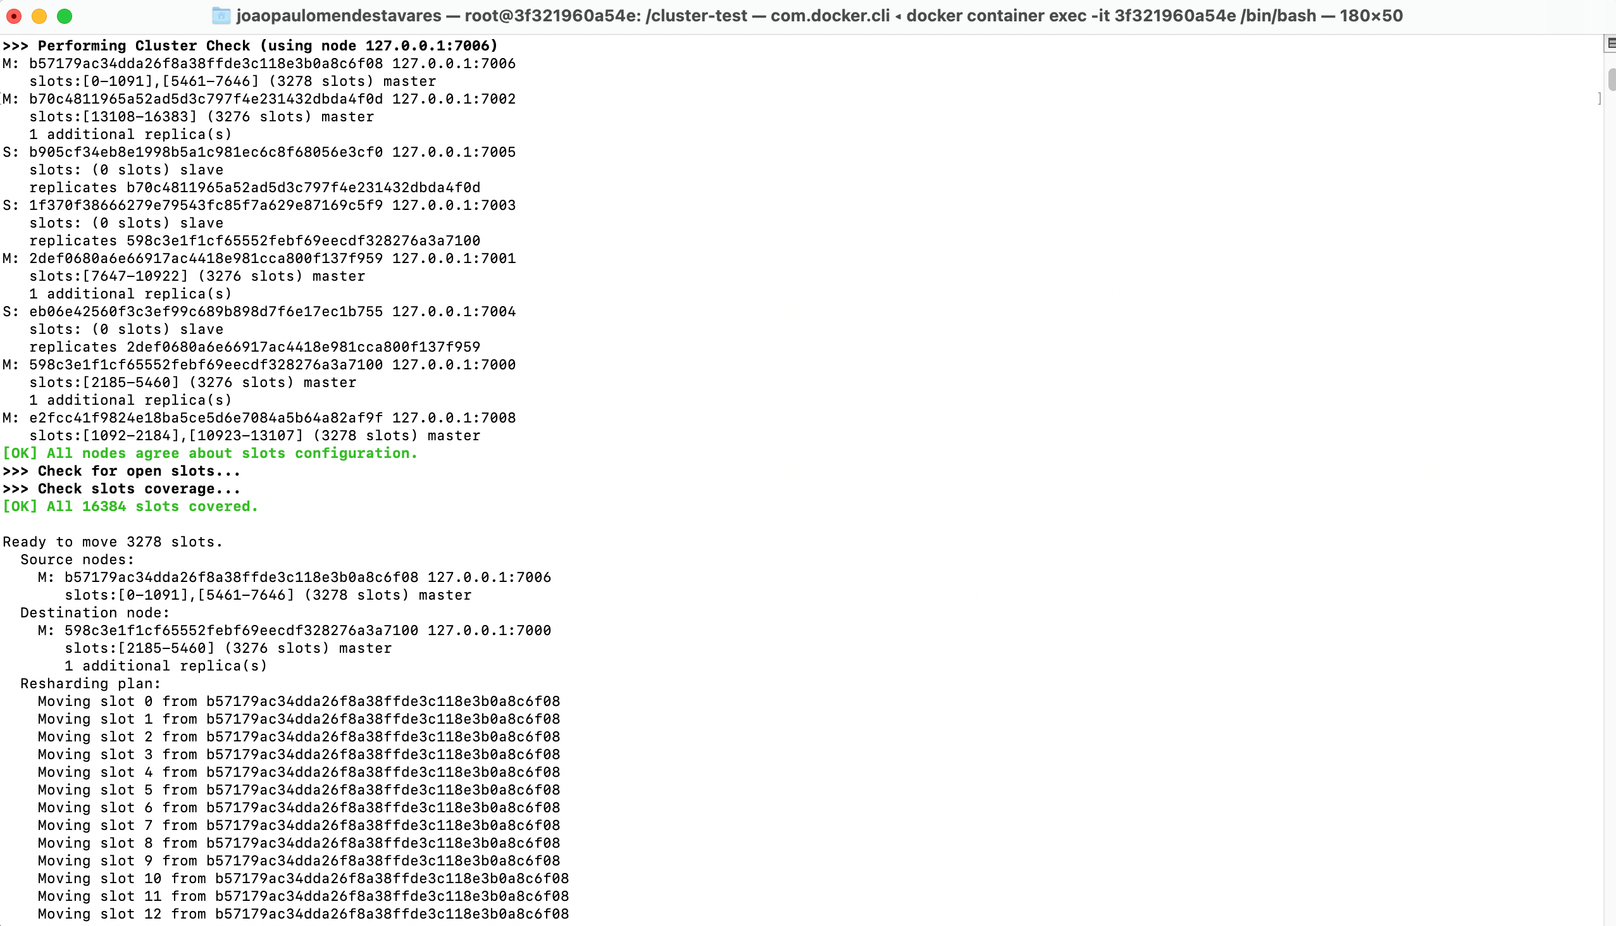 joaopaulomendestavares — root@3f321960a54e: /cluster-test — com.docker.cli ◂ docker container exec -it 3f321960a54e /bin/bash — 180×50
>>> Performing Cluster Check (using node 127.0.0.1:7006)
M: b57179ac34dda26f8a38ffde3c118e3b0a8c6f08 127.0.0.1:7006
   slots:[0-1091],[5461-7646] (3278 slots) master
[M: b70c4811965a52ad5d3c797f4e231432dbda4f0d 127.0.0.1:7002 ]
   slots:[13108-16383] (3276 slots) master
   1 additional replica(s)
S: b905cf34eb8e1998b5a1c981ec6c8f68056e3cf0 127.0.0.1:7005
   slots: (0 slots) slave
   replicates b70c4811965a52ad5d3c797f4e231432dbda4f0d
S: 1f370f38666279e79543fc85f7a629e87169c5f9 127.0.0.1:7003
   slots: (0 slots) slave
   replicates 598c3e1f1cf65552febf69eecdf328276a3a7100
M: 2def0680a6e66917ac4418e981cca800f137f959 127.0.0.1:7001
   slots:[7647-10922] (3276 slots) master
   1 additional replica(s)
S: eb06e42560f3c3ef99c689b898d7f6e17ec1b755 127.0.0.1:7004
   slots: (0 slots) slave
   replicates 2def0680a6e66917ac4418e981cca800f137f959
M: 598c3e1f1cf65552febf69eecdf328276a3a7100 127.0.0.1:7000
   slots:[2185-5460] (3276 slots) master
   1 additional replica(s)
M: e2fcc41f9824e18ba5ce5d6e7084a5b64a82af9f 127.0.0.1:7008
   slots:[1092-2184],[10923-13107] (3278 slots) master
[OK] All nodes agree about slots configuration.
>>> Check for open slots...
>>> Check slots coverage...
[OK] All 16384 slots covered.

Ready to move 3278 slots.
  Source nodes:
    M: b57179ac34dda26f8a38ffde3c118e3b0a8c6f08 127.0.0.1:7006
       slots:[0-1091],[5461-7646] (3278 slots) master
  Destination node:
    M: 598c3e1f1cf65552febf69eecdf328276a3a7100 127.0.0.1:7000
       slots:[2185-5460] (3276 slots) master
       1 additional replica(s)
  Resharding plan:
    Moving slot 0 from b57179ac34dda26f8a38ffde3c118e3b0a8c6f08
    Moving slot 1 from b57179ac34dda26f8a38ffde3c118e3b0a8c6f08
    Moving slot 2 from b57179ac34dda26f8a38ffde3c118e3b0a8c6f08
    Moving slot 3 from b57179ac34dda26f8a38ffde3c118e3b0a8c6f08
    Moving slot 4 from b57179ac34dda26f8a38ffde3c118e3b0a8c6f08
    Moving slot 5 from b57179ac34dda26f8a38ffde3c118e3b0a8c6f08
    Moving slot 6 from b57179ac34dda26f8a38ffde3c118e3b0a8c6f08
    Moving slot 7 from b57179ac34dda26f8a38ffde3c118e3b0a8c6f08
    Moving slot 8 from b57179ac34dda26f8a38ffde3c118e3b0a8c6f08
    Moving slot 9 from b57179ac34dda26f8a38ffde3c118e3b0a8c6f08
    Moving slot 10 from b57179ac34dda26f8a38ffde3c118e3b0a8c6f08
    Moving slot 11 from b57179ac34dda26f8a38ffde3c118e3b0a8c6f08
    Moving slot 12 from b57179ac34dda26f8a38ffde3c118e3b0a8c6f08